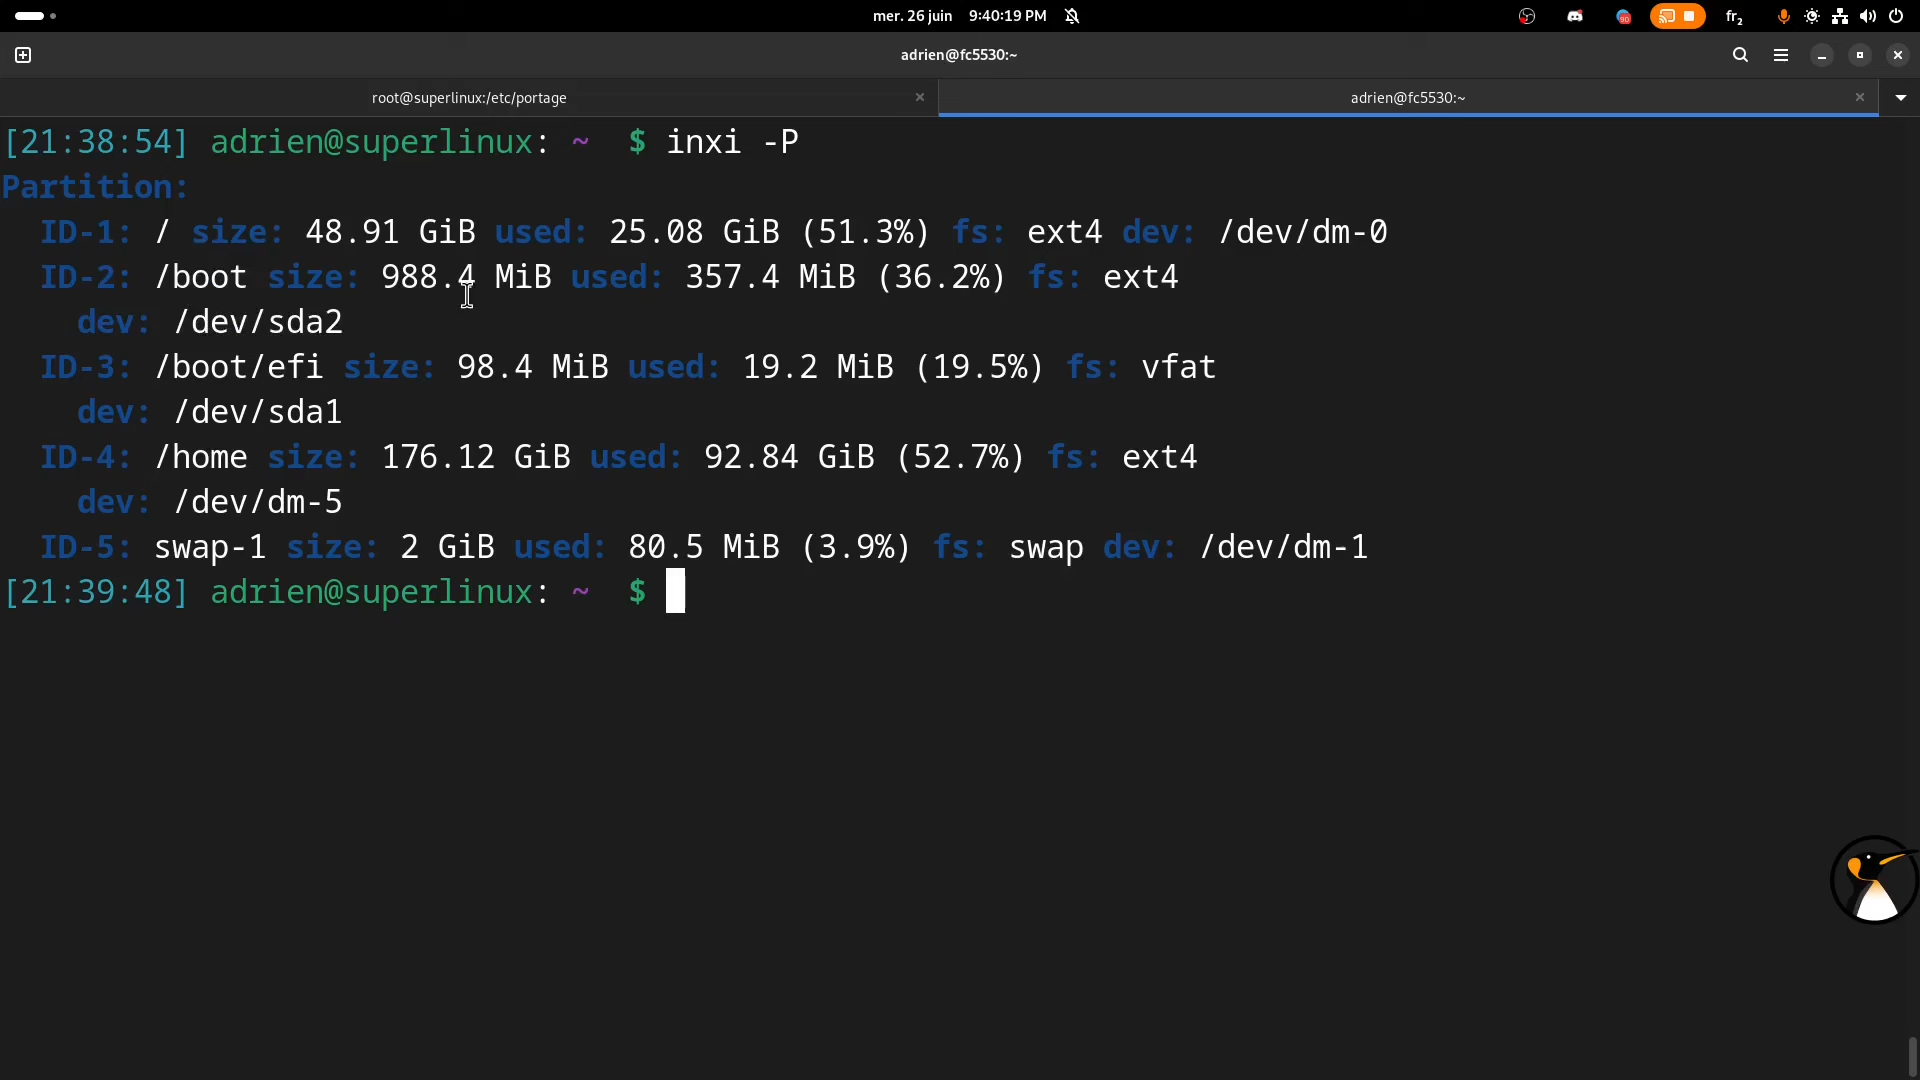 mer. 26 juin 9:40:19 PM
90
fr2
adrien@fc5530:~
root@superlinux:/etc/portage
adrien@fc5530:~
[21:38:54] adrien@superlinux: ~ $ inxi -P
Partition:
ID-1: / size: 48.91 GiB used: 25.08 GiB (51.3%) fs: ext4 dev: /dev/dm-0
ID-2: /boot size: 988.4 MiB used: 357.4 MiB (36.2%) fs: ext4
dev: /dev/sda2
ID-3: /boot/efi size: 98.4 MiB used: 19.2 MiB (19.5%) fs: vfat
dev: /dev/sda1
ID-4: /home size: 176.12 GiB used: 92.84 GiB (52.7%) fs: ext4
dev: /dev/dm-5
ID-5: swap-1 size: 2 GiB used: 80.5 MiB (3.9%) fs: swap dev: /dev/dm-1
[21:39:48] adrien@superlinux: ~ $